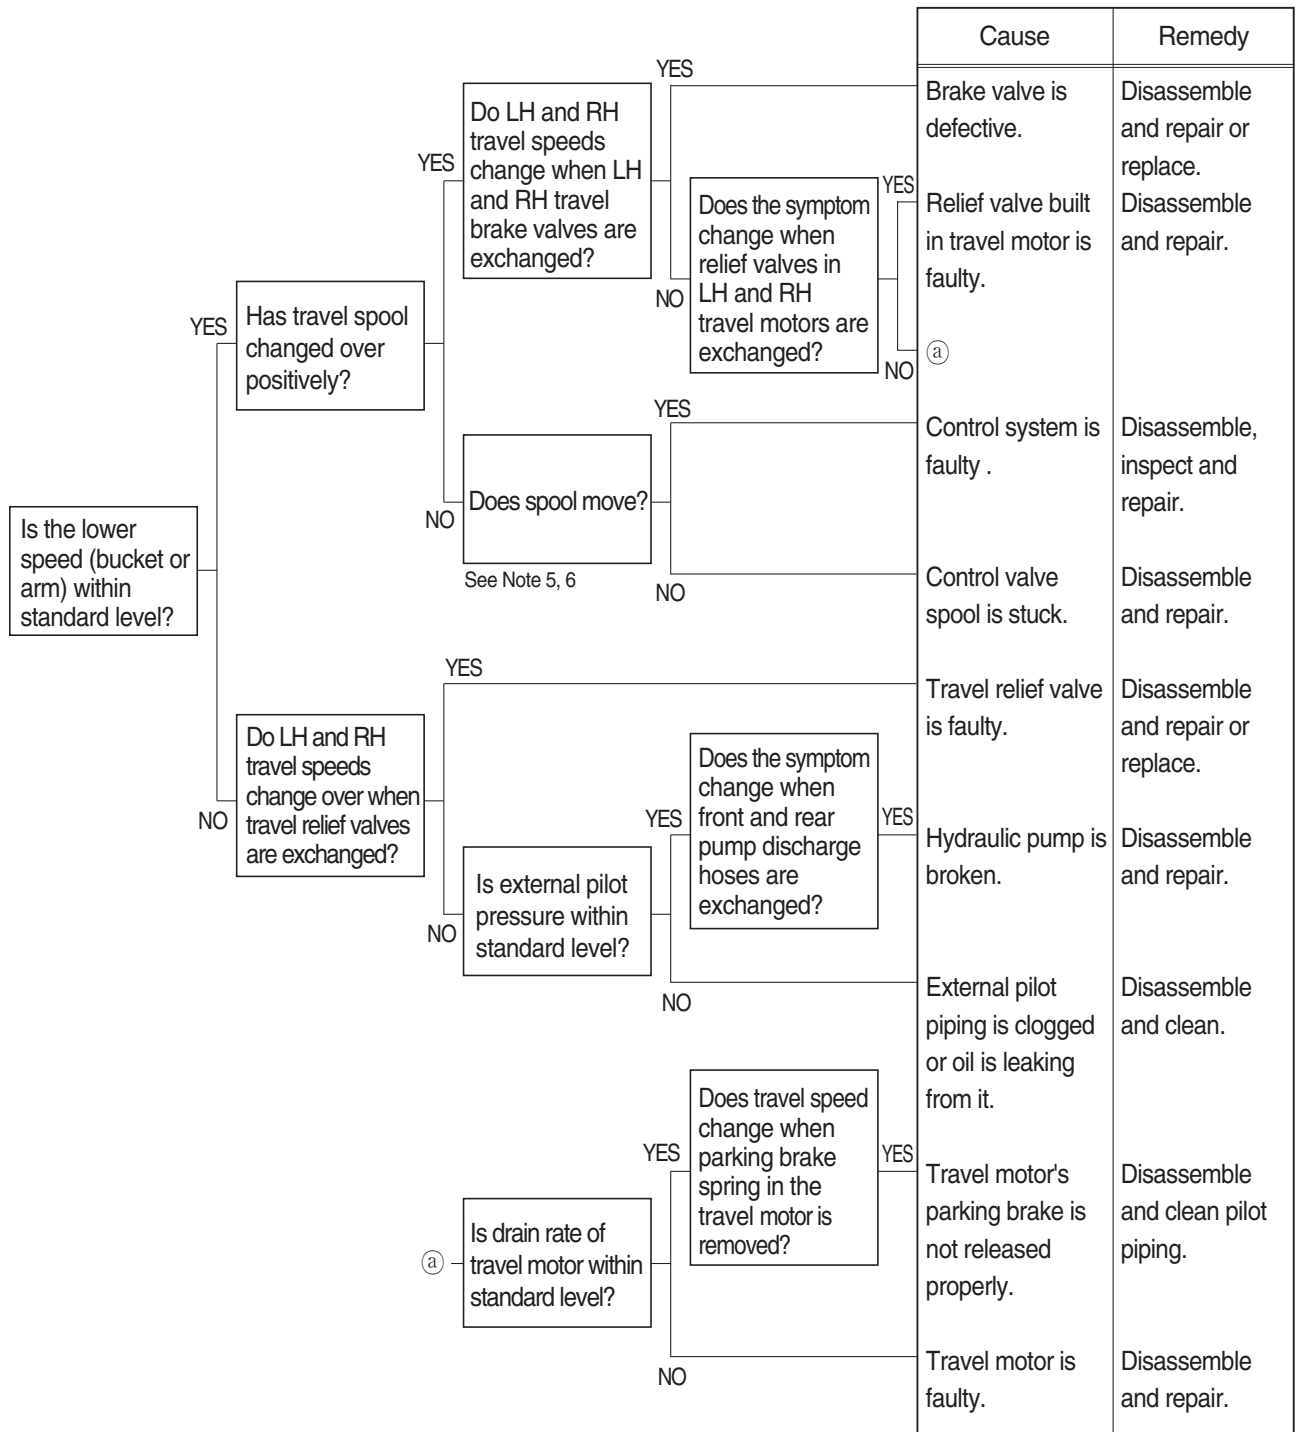 Cause
Remedy
YES
Do LH and RH
travel speeds
change when LH
and RH travel
brake valves are
exchanged?
Brake valve is
defective.
Disassemble
and repair or
replace.
YES
NO
Does the symptom
change when
relief valves in
LH and RH
travel motors are
exchanged?
YES
Relief valve built
in travel motor is
faulty.
Disassemble
and repair.
NO
ⓐ
YES
Has travel spool
changed over
positively?
NO
Does spool move?
See Note 5, 6
YES
Control system is
faulty .
Disassemble,
inspect and
repair.
NO
Control valve
spool is stuck.
Disassemble
and repair.
Is the lower
speed (bucket or
arm) within
standard level?
NO
Do LH and RH
travel speeds
change over when
travel relief valves
are exchanged?
YES
Travel relief valve
is faulty.
Disassemble
and repair or
replace.
NO
Is external pilot
pressure within
standard level?
YES
Does the symptom
change when
front and rear
pump discharge
hoses are
exchanged?
YES
Hydraulic pump is
broken.
Disassemble
and repair.
NO
External pilot
piping is clogged
or oil is leaking
from it.
Disassemble
and clean.
ⓐ
Is drain rate of
travel motor within
standard level?
YES
Does travel speed
change when
parking brake
spring in the
travel motor is
removed?
YES
Travel motor's
parking brake is
not released
properly.
Disassemble
and clean pilot
piping.
NO
Travel motor is
faulty.
Disassemble
and repair.